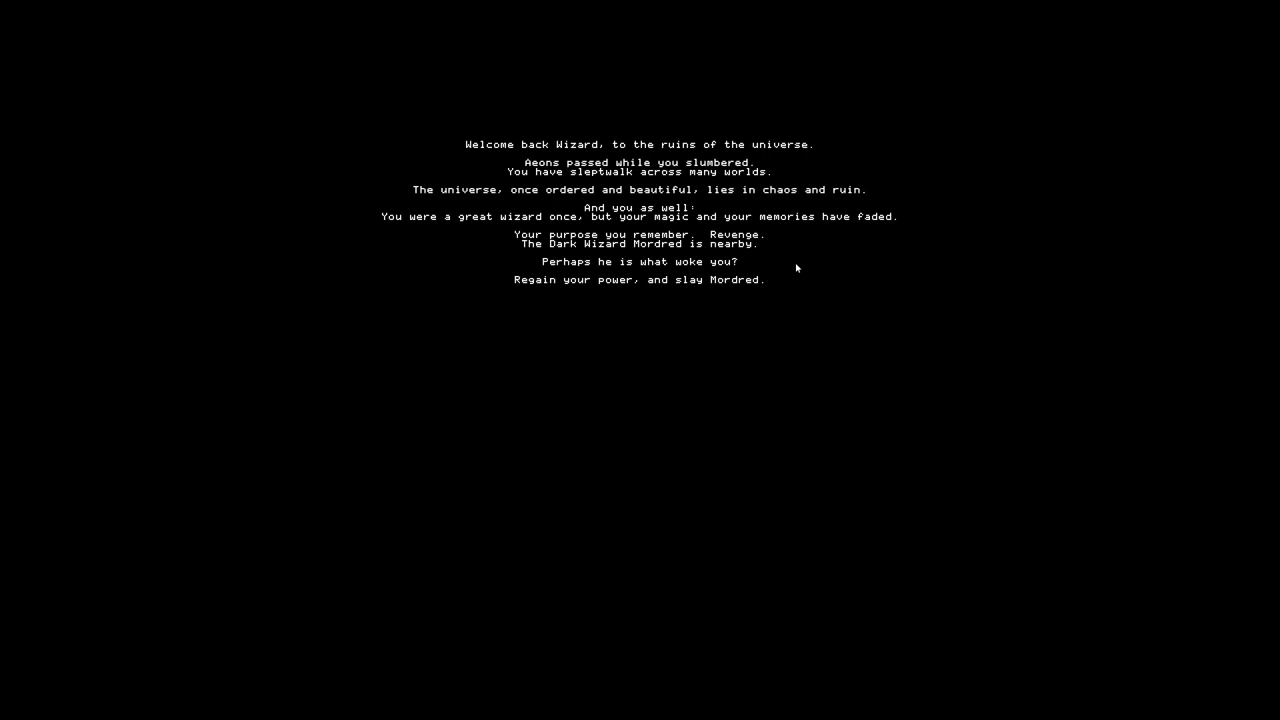 Welcome back Wizard, to the ruins of the universe.
Aeons passed while you slumbered.
You have sleptwalk across many worlds.
The universe, once ordered and beautiful, lies in chaos and ruin.
And you as well:
You were a great wizard once, but your magic and your memories have faded.
Your purpose you remember.  Revenge.
The Dark Wizard Mordred is nearby.
Perhaps he is what woke you?
Regain your power, and slay Mordred.